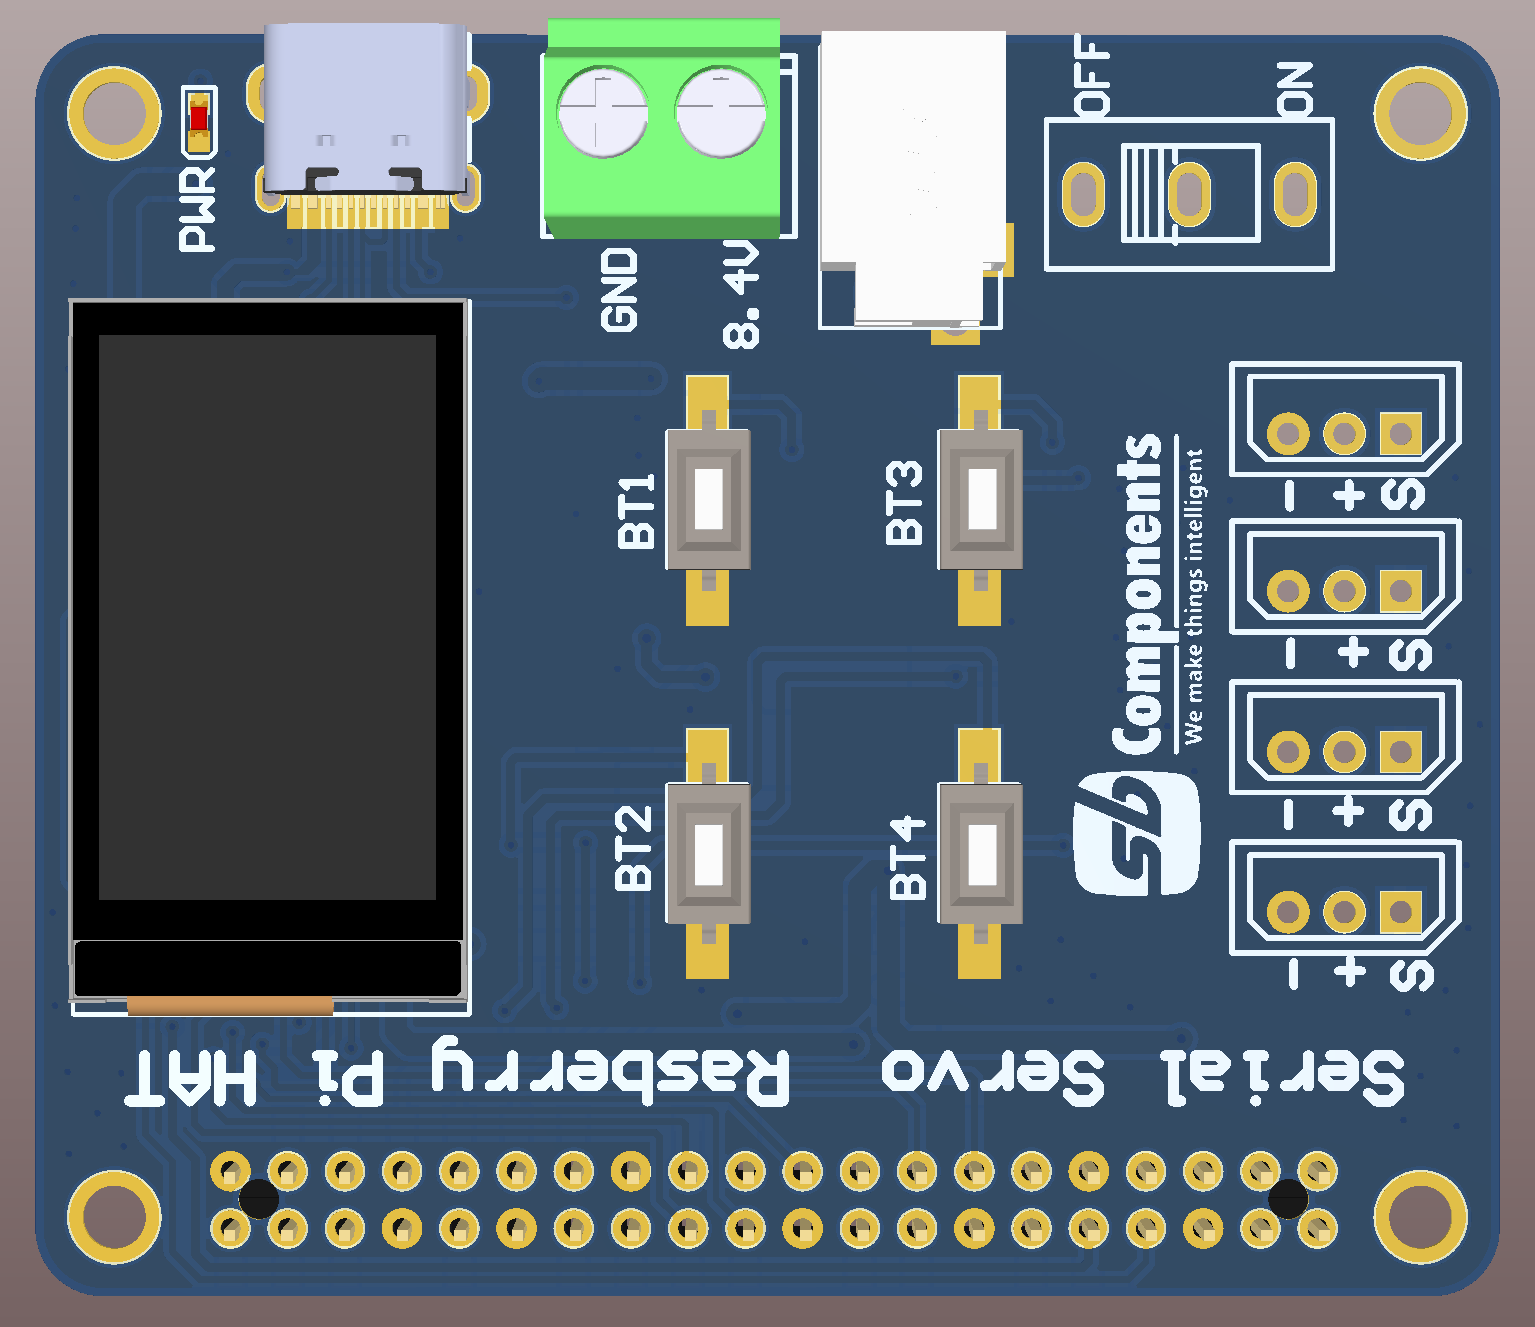 OFF
ON
PWR
GND
8.4V
BT1
BT3
BT2
BT4
Components
We make things intelligent
SB
- + S
- + S
- + S
- + S
Serial Servo Rasberry Pi HAT